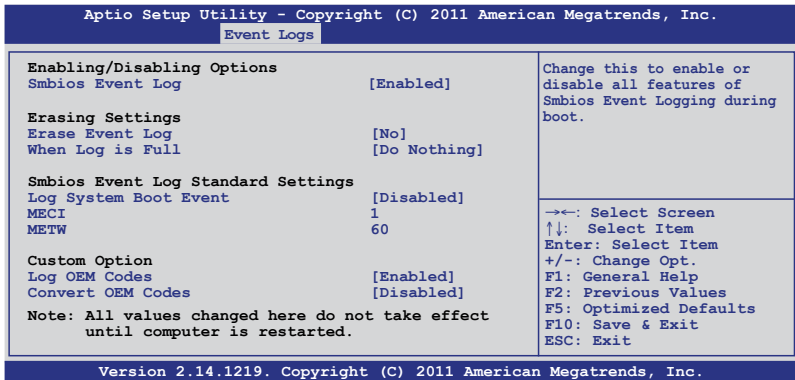 Aptio Setup Utility - Copyright (C) 2011 American Megatrends, Inc.
Event Logs
Enabling/Disabling Options
Smbios Event Log [Enabled]
Erasing Settings
Erase Event Log [No]
When Log is Full [Do Nothing]
Smbios Event Log Standard Settings
Log System Boot Event [Disabled]
MECI 1
METW 60
Custom Option
Log OEM Codes [Enabled]
Convert OEM Codes [Disabled]
Note: All values changed here do not take effect
until computer is restarted.
Change this to enable or
disable all features of
Smbios Event Logging during
boot.
→←: Select Screen
↑↓: Select Item
Enter: Select Item
+/-: Change Opt.
F1: General Help
F2: Previous Values
F5: Optimized Defaults
F10: Save & Exit
ESC: Exit
Version 2.14.1219. Copyright (C) 2011 American Megatrends, Inc.